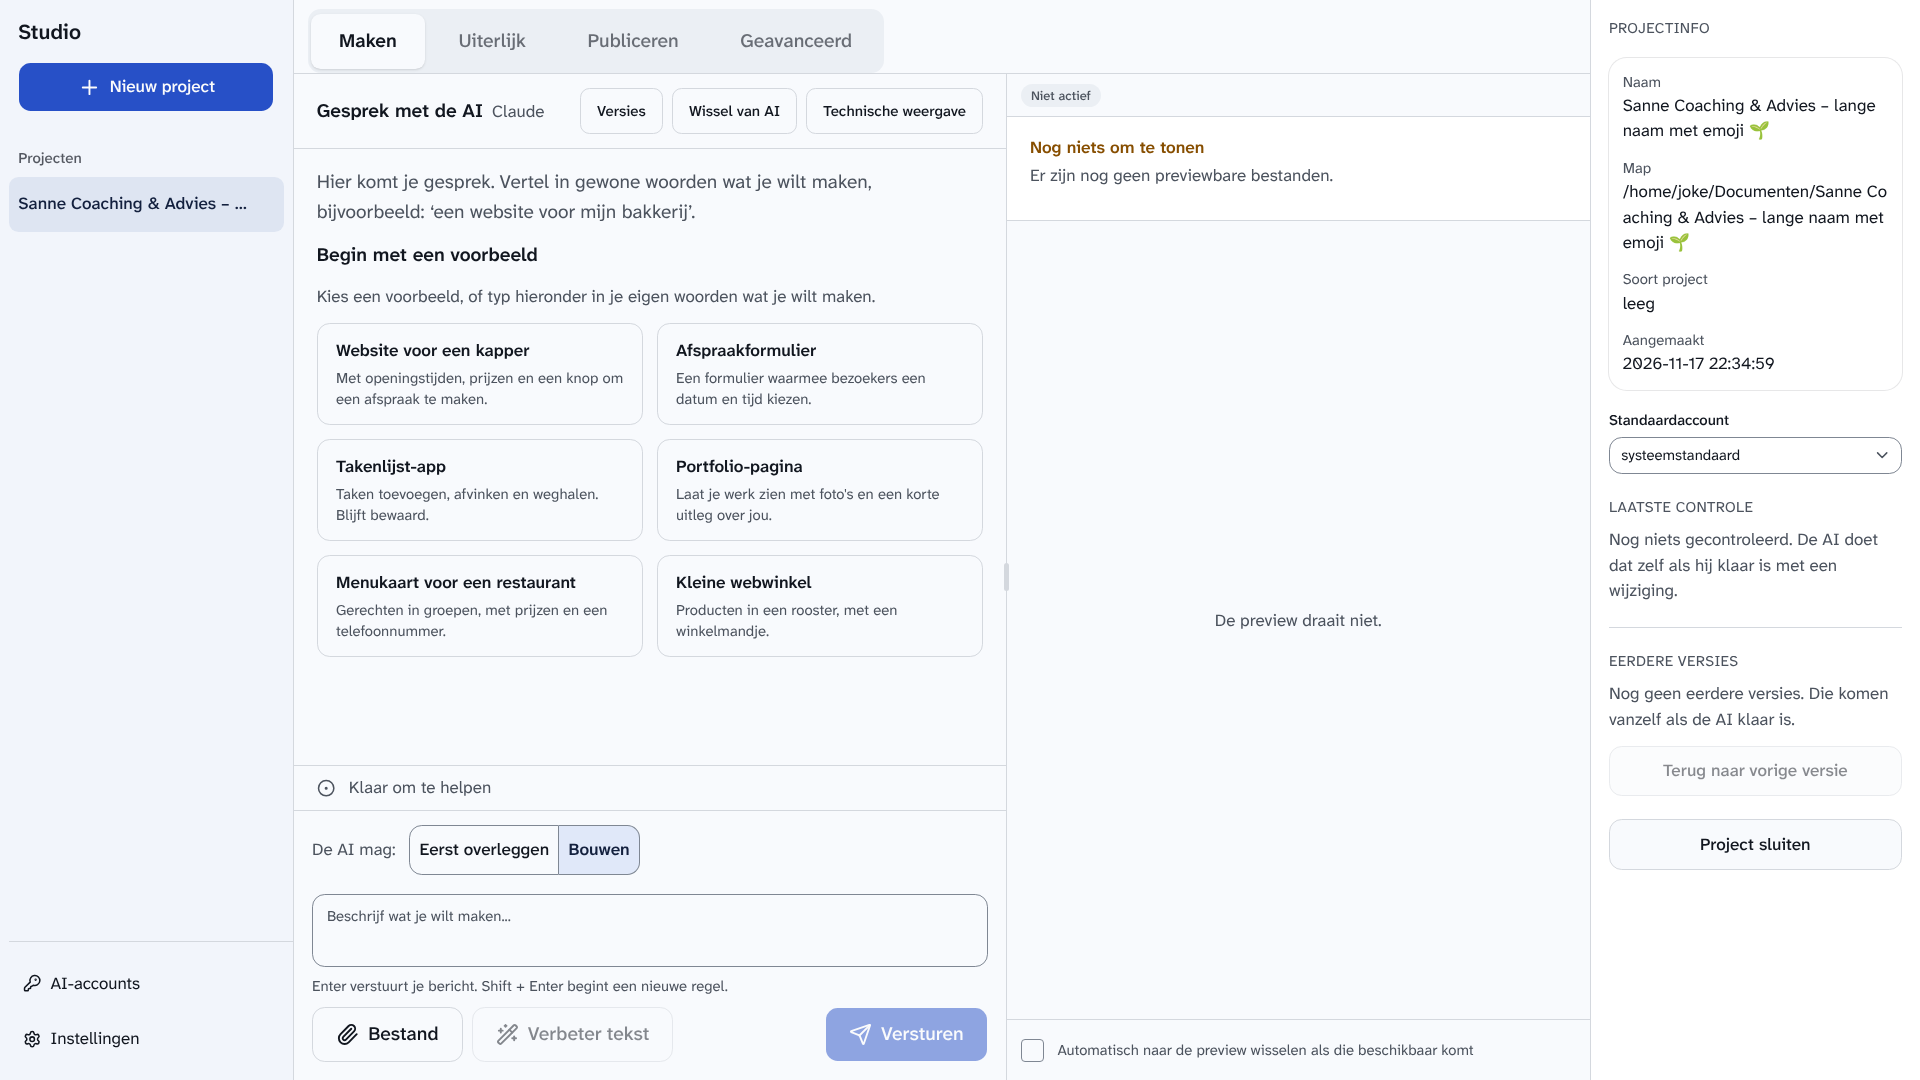 Studio
Nieuw project
Projecten
Sanne Coaching & Advies – ...
AI-accounts
Instellingen
Maken
Uiterlijk
Publiceren
Geavanceerd
Gesprek met de AI Claude
Versies
Wissel van AI
Technische weergave
Hier komt je gesprek. Vertel in gewone woorden wat je wilt maken,
bijvoorbeeld: ‘een website voor mijn bakkerij’.
Begin met een voorbeeld
Kies een voorbeeld, of typ hieronder in je eigen woorden wat je wilt maken.
Website voor een kapper
Met openingstijden, prijzen en een knop om
een afspraak te maken.
Afspraakformulier
Een formulier waarmee bezoekers een
datum en tijd kiezen.
Takenlijst-app
Taken toevoegen, afvinken en weghalen.
Blijft bewaard.
Portfolio-pagina
Laat je werk zien met foto's en een korte
uitleg over jou.
Menukaart voor een restaurant
Gerechten in groepen, met prijzen en een
telefoonnummer.
Kleine webwinkel
Producten in een rooster, met een
winkelmandje.
Klaar om te helpen
De AI mag:
Eerst overleggen
Bouwen
Beschrijf wat je wilt maken...
Enter verstuurt je bericht. Shift + Enter begint een nieuwe regel.
Bestand
Verbeter tekst
Versturen
Niet actief
Nog niets om te tonen
Er zijn nog geen previewbare bestanden.
De preview draait niet.
Automatisch naar de preview wisselen als die beschikbaar komt
PROJECTINFO
Naam
Sanne Coaching & Advies – lange
naam met emoji 🌱
Map
/home/joke/Documenten/Sanne Co
aching & Advies – lange naam met
emoji 🌱
Soort project
leeg
Aangemaakt
2026-11-17 22:34:59
Standaardaccount
systeemstandaard
LAATSTE CONTROLE
Nog niets gecontroleerd. De AI doet
dat zelf als hij klaar is met een
wijziging.
EERDERE VERSIES
Nog geen eerdere versies. Die komen
vanzelf als de AI klaar is.
Terug naar vorige versie
Project sluiten